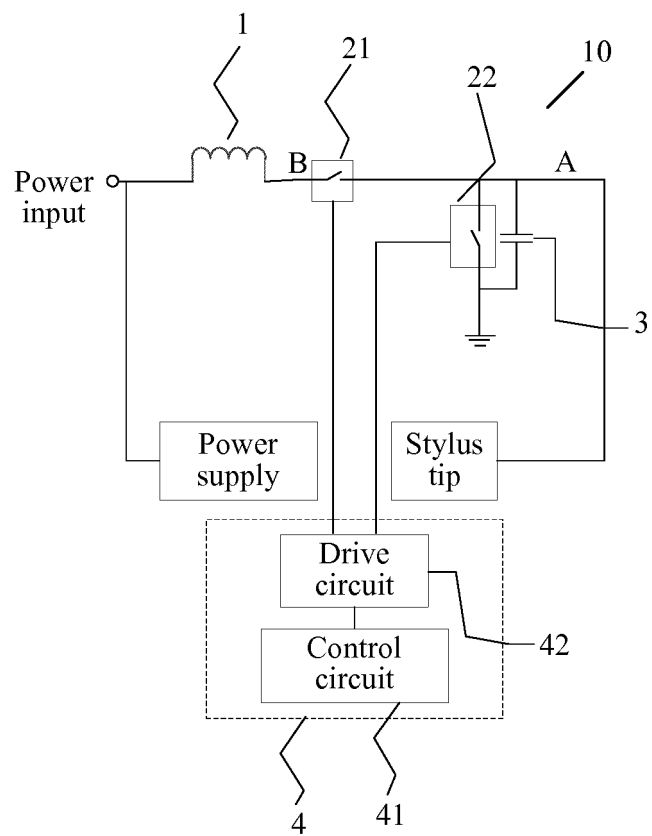 1
21
10
22
B
A
Power
input
3
Power
supply
Stylus
tip
Drive
circuit
42
Control
circuit
4
41